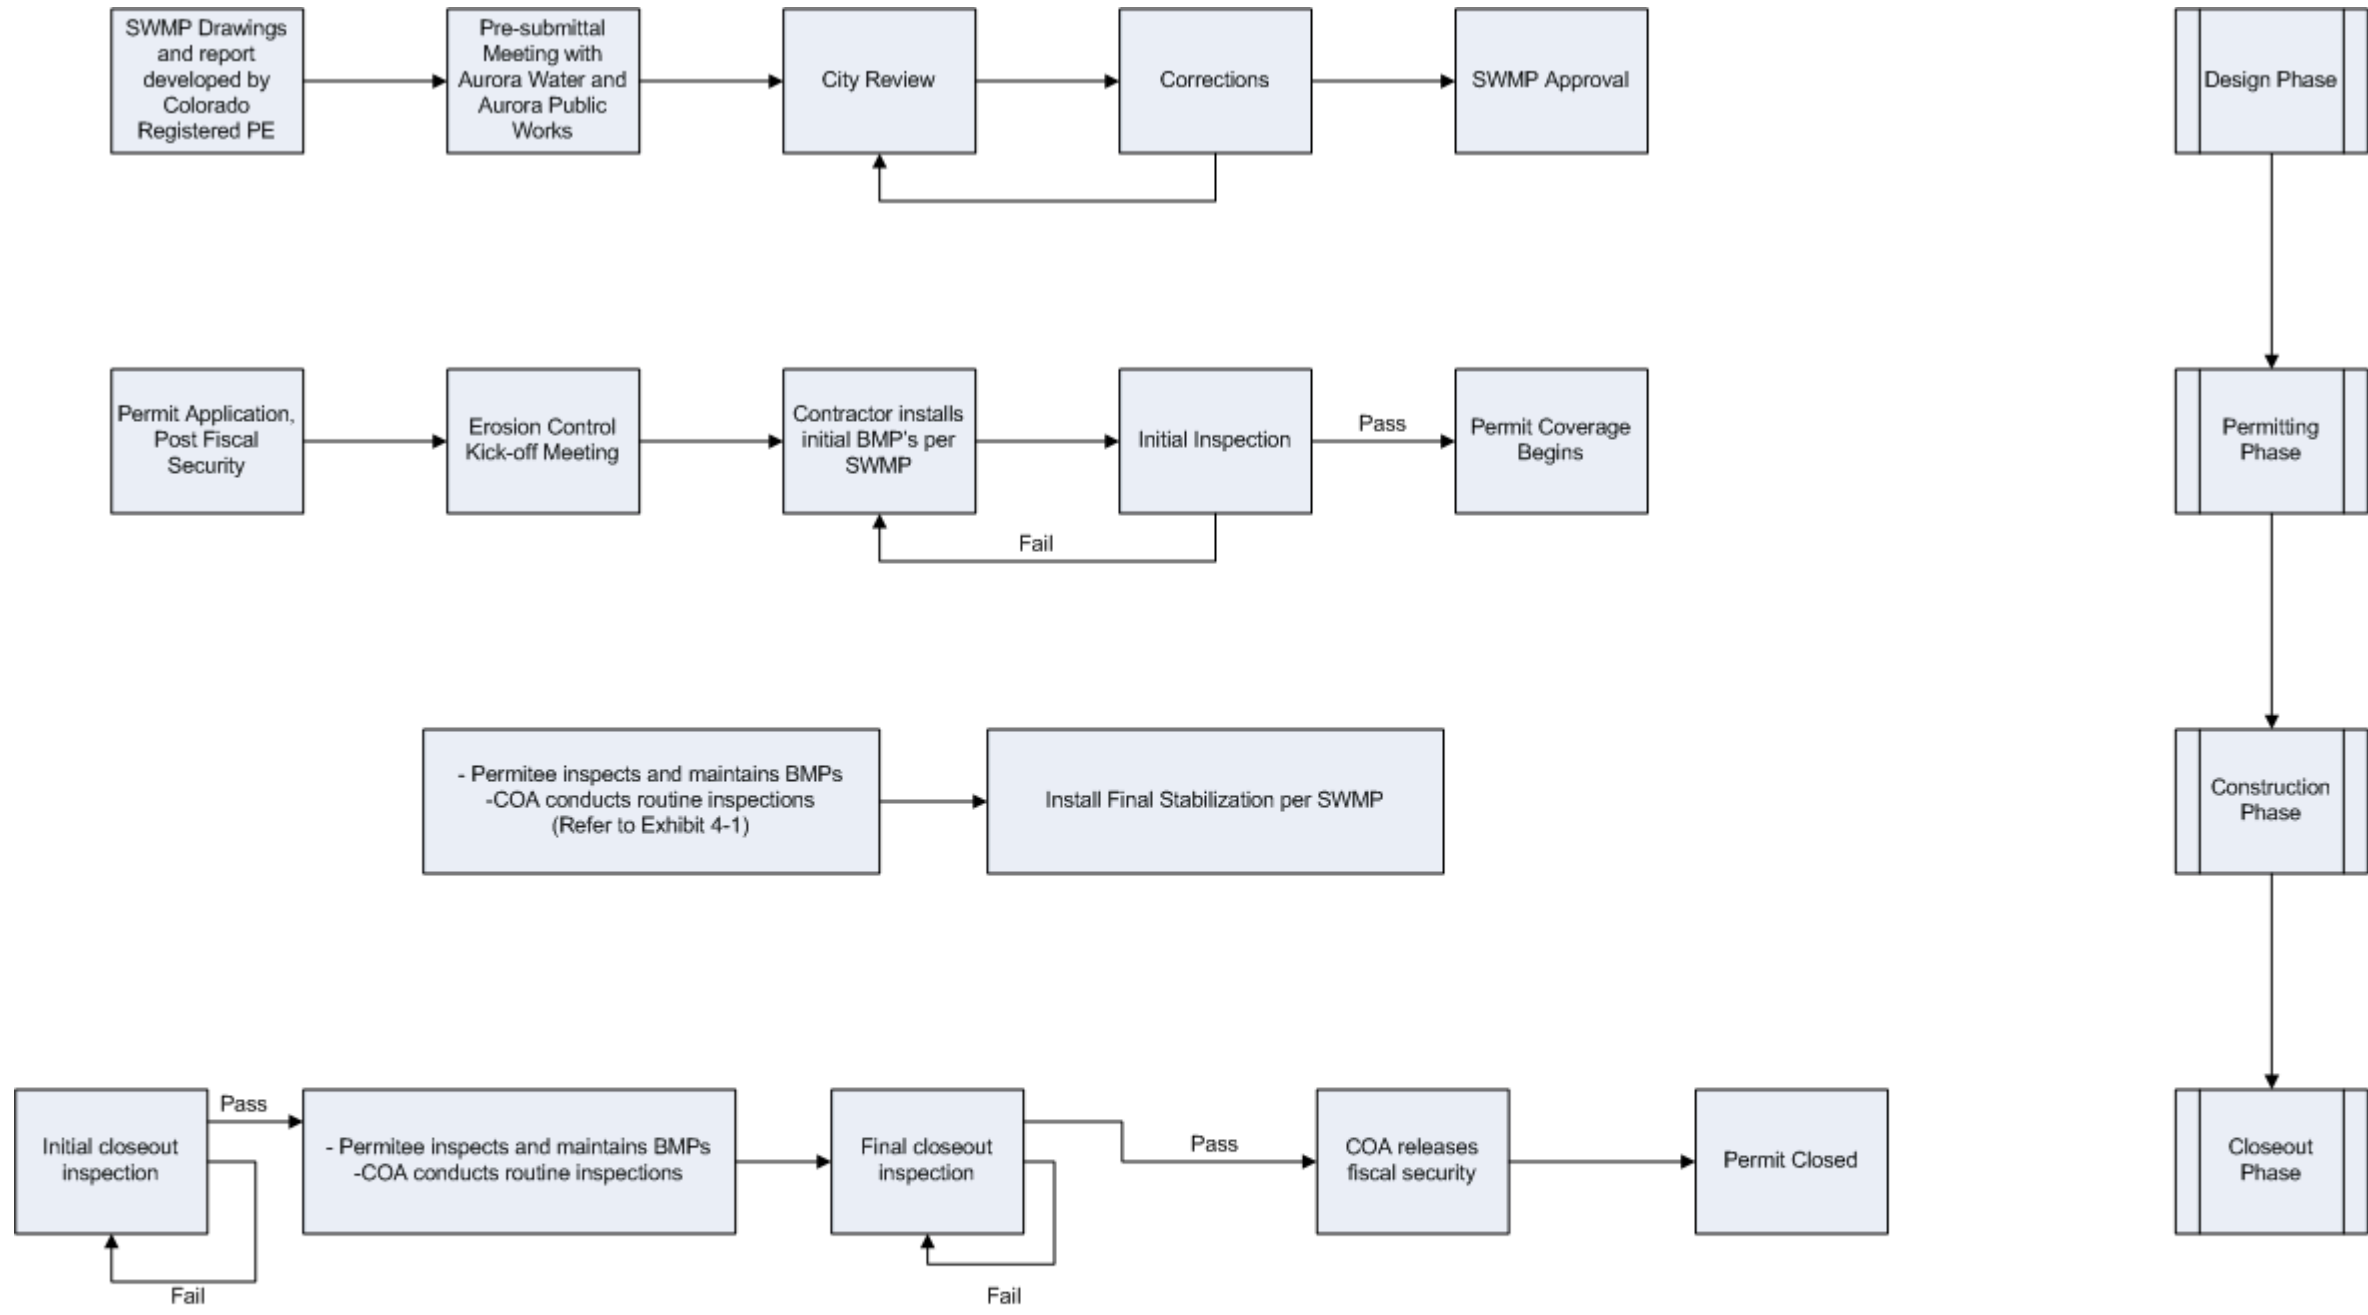 SWMP Drawings
and report
developed by
Colorado
Registered PE
Pre-submittal
Meeting with
Aurora Water and
Aurora Public
Works
City Review
Corrections
SWMP Approval
Design Phase
Permit Application,
Post Fiscal
Security
Erosion Control
Kick-off Meeting
Contractor installs
initial BMP's per
SWMP
Initial Inspection
Pass
Permit Coverage
Begins
Fail
Permitting
Phase
- Permitee inspects and maintains BMPs
-COA conducts routine inspections
(Refer to Exhibit 4-1)
Install Final Stabilization per SWMP
Construction
Phase
Initial closeout
inspection
Pass
Fail
- Permitee inspects and maintains BMPs
-COA conducts routine inspections
Final closeout
inspection
Pass
Fail
COA releases
fiscal security
Permit Closed
Closeout
Phase